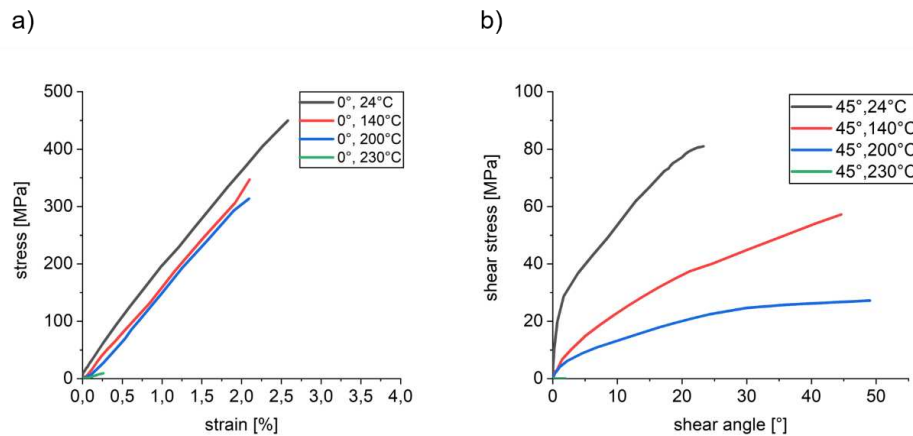 a)
b)
500
400
300
200
100
0
0,0 0,5 1,0 1,5 2,0 2,5 3,0 3,5 4,0
stress [MPa]
strain [%]
0°, 24°C
0°, 140°C
0°, 200°C
0°, 230°C
100
80
60
40
20
0
0 10 20 30 40 50
shear stress [MPa]
shear angle [°]
45°,24°C
45°,140°C
45°,200°C
45°,230°C